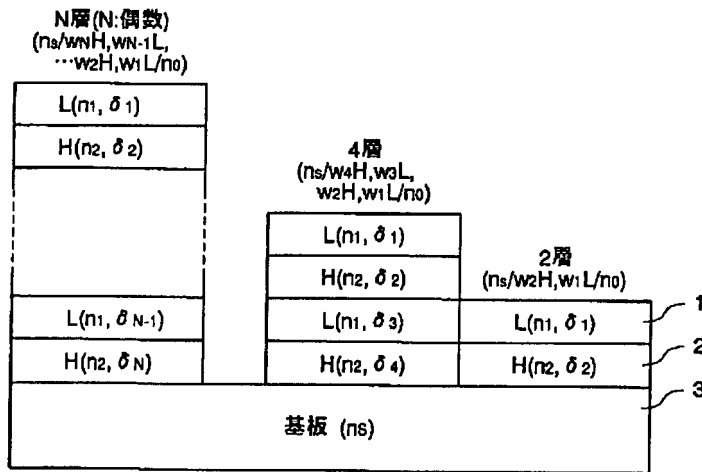 N層(N:偶数)
(ns/wNH,wN-1L,
…w2H,w1L/n0)
L(n1, δ1)
H(n2, δ2)
L(n1, δN-1)
H(n2, δN)
4層
(ns/w4H,w3L,
w2H,w1L/n0)
L(n1, δ1)
H(n2, δ2)
L(n1, δ3)
H(n2, δ4)
2層
(ns/w2H,w1L/n0)
L(n1, δ1)
H(n2, δ2)
1
2
3
基板 (ns)